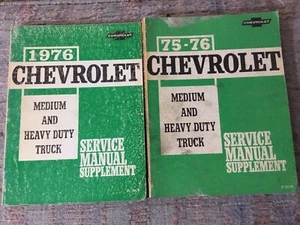 CHEVROLET
1976
CHEVROLET
MEDIUM
AND
HEAVY DUTY
TRUCK
SERVICE
MANUAL
SUPPLEMENT
CHEVROLET
75-76
CHEVROLET
MEDIUM
AND
HEAVY DUTY
TRUCK
SERVICE
MANUAL
SUPPLEMENT